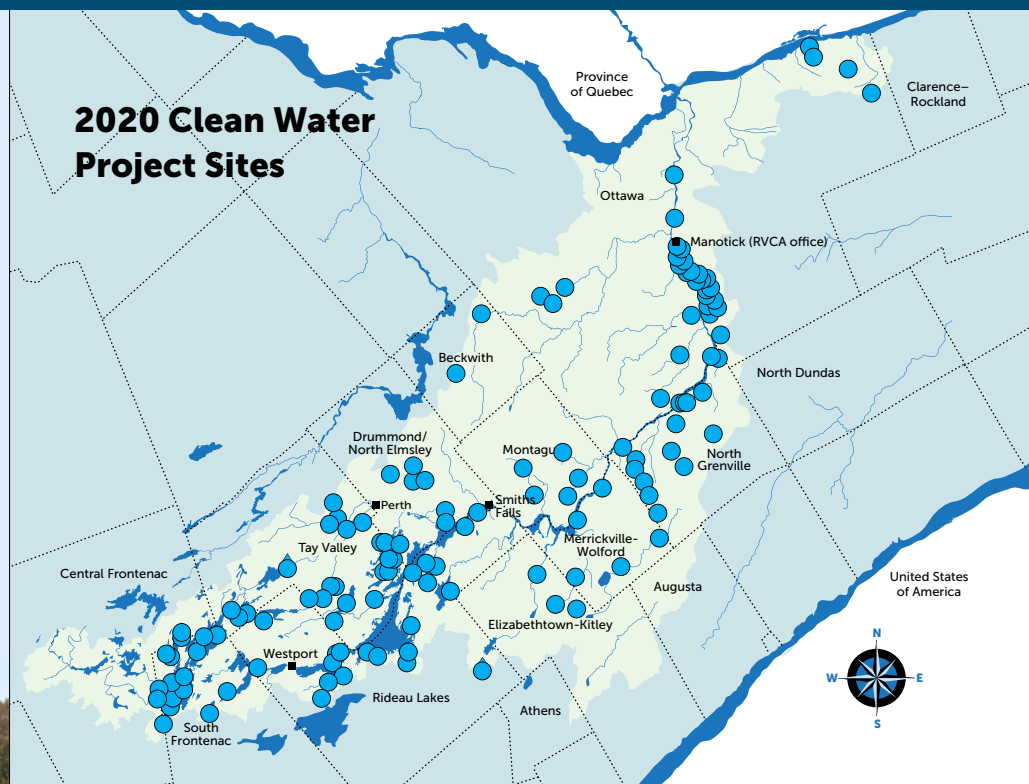 2020 Clean Water
Project Sites
Province
of Quebec
Clarence–
Rockland
Ottawa
Manotick (RVCA office)
Beckwith
North Dundas
Drummond/
North Elmsley
Montagu
North
Grenville
Perth
Smiths
Falls
Merrickville-
Wolford
Tay Valley
Central Frontenac
Augusta
United States
of America
Elizabethtown-Kitley
Westport
Rideau Lakes
Athens
South
Frontenac
N
W
E
S